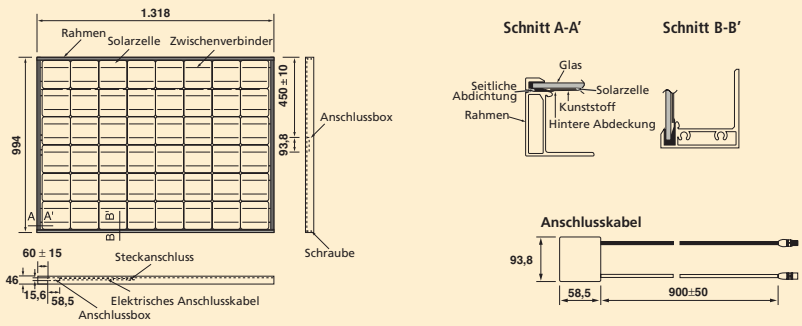 1.318
Rahmen
Solarzelle
Zwischenverbinder
994
450 ± 10
93,8
Anschlussbox
A A'
B'
B
Schraube
60 ± 15
46
15,6
58,5
Steckanschluss
Elektrisches Anschlusskabel
Anschlussbox
Schnitt A-A'
Glas
Seitliche
Abdichtung
Solarzelle
Kunststoff
Rahmen
Hintere Abdeckung
Schnitt B-B'
Anschlusskabel
93,8
58,5
900±50